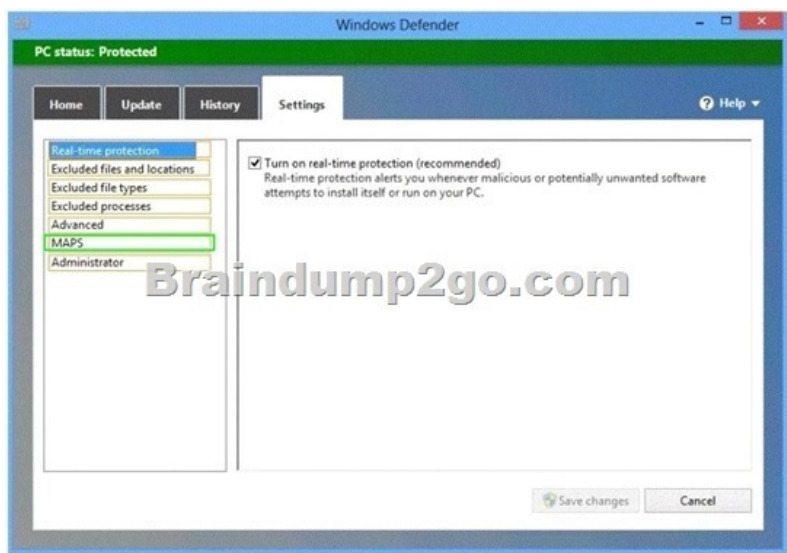 Windows Defender
PC status: Protected
Home
Update
History
Settings
Help
Real-time protection
Excluded files and locations
Excluded file types
Excluded processes
Advanced
MAPS
Administrator
Turn on real-time protection (recommended)
Real-time protection alerts you whenever malicious or potentially unwanted software
attempts to install itself or run on your PC.
Braindump2go.com
Save changes
Cancel